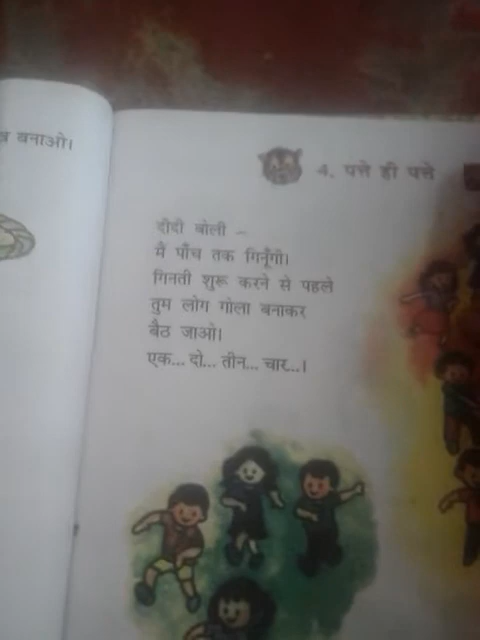 त्र बनाओ।
4. पत्ते ही पत्ते
दीदी बोली –
मैं पाँच तक गिनूँगी।
गिनती शुरू करने से पहले
तुम लोग गोला बनाकर
बैठ जाओ।
एक... दो... तीन... चार...।